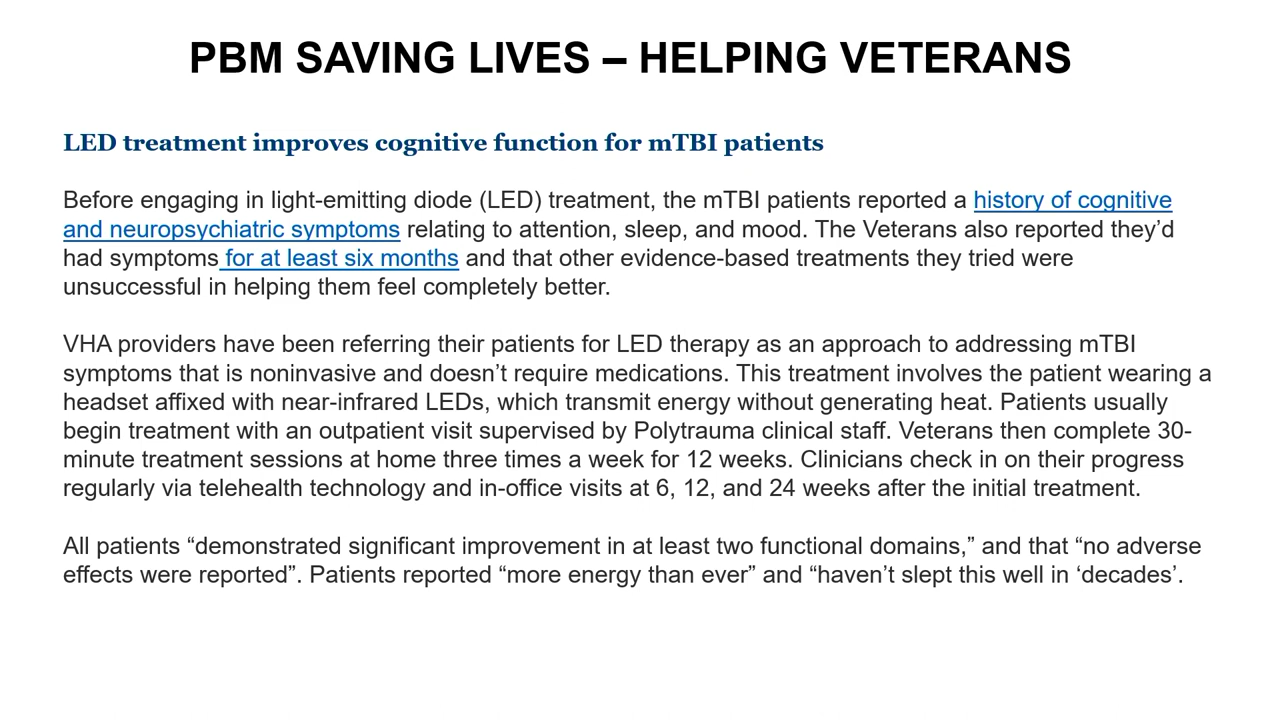 PBM SAVING LIVES – HELPING VETERANS
LED treatment improves cognitive function for mTBI patients
Before engaging in light-emitting diode (LED) treatment, the mTBI patients reported a history of cognitive
and neuropsychiatric symptoms relating to attention, sleep, and mood. The Veterans also reported they’d
had symptoms for at least six months and that other evidence-based treatments they tried were
unsuccessful in helping them feel completely better.
VHA providers have been referring their patients for LED therapy as an approach to addressing mTBI
symptoms that is noninvasive and doesn’t require medications. This treatment involves the patient wearing a
headset affixed with near-infrared LEDs, which transmit energy without generating heat. Patients usually
begin treatment with an outpatient visit supervised by Polytrauma clinical staff. Veterans then complete 30-
minute treatment sessions at home three times a week for 12 weeks. Clinicians check in on their progress
regularly via telehealth technology and in-office visits at 6, 12, and 24 weeks after the initial treatment.
All patients “demonstrated significant improvement in at least two functional domains,” and that “no adverse
effects were reported”. Patients reported “more energy than ever” and “haven’t slept this well in ‘decades’.